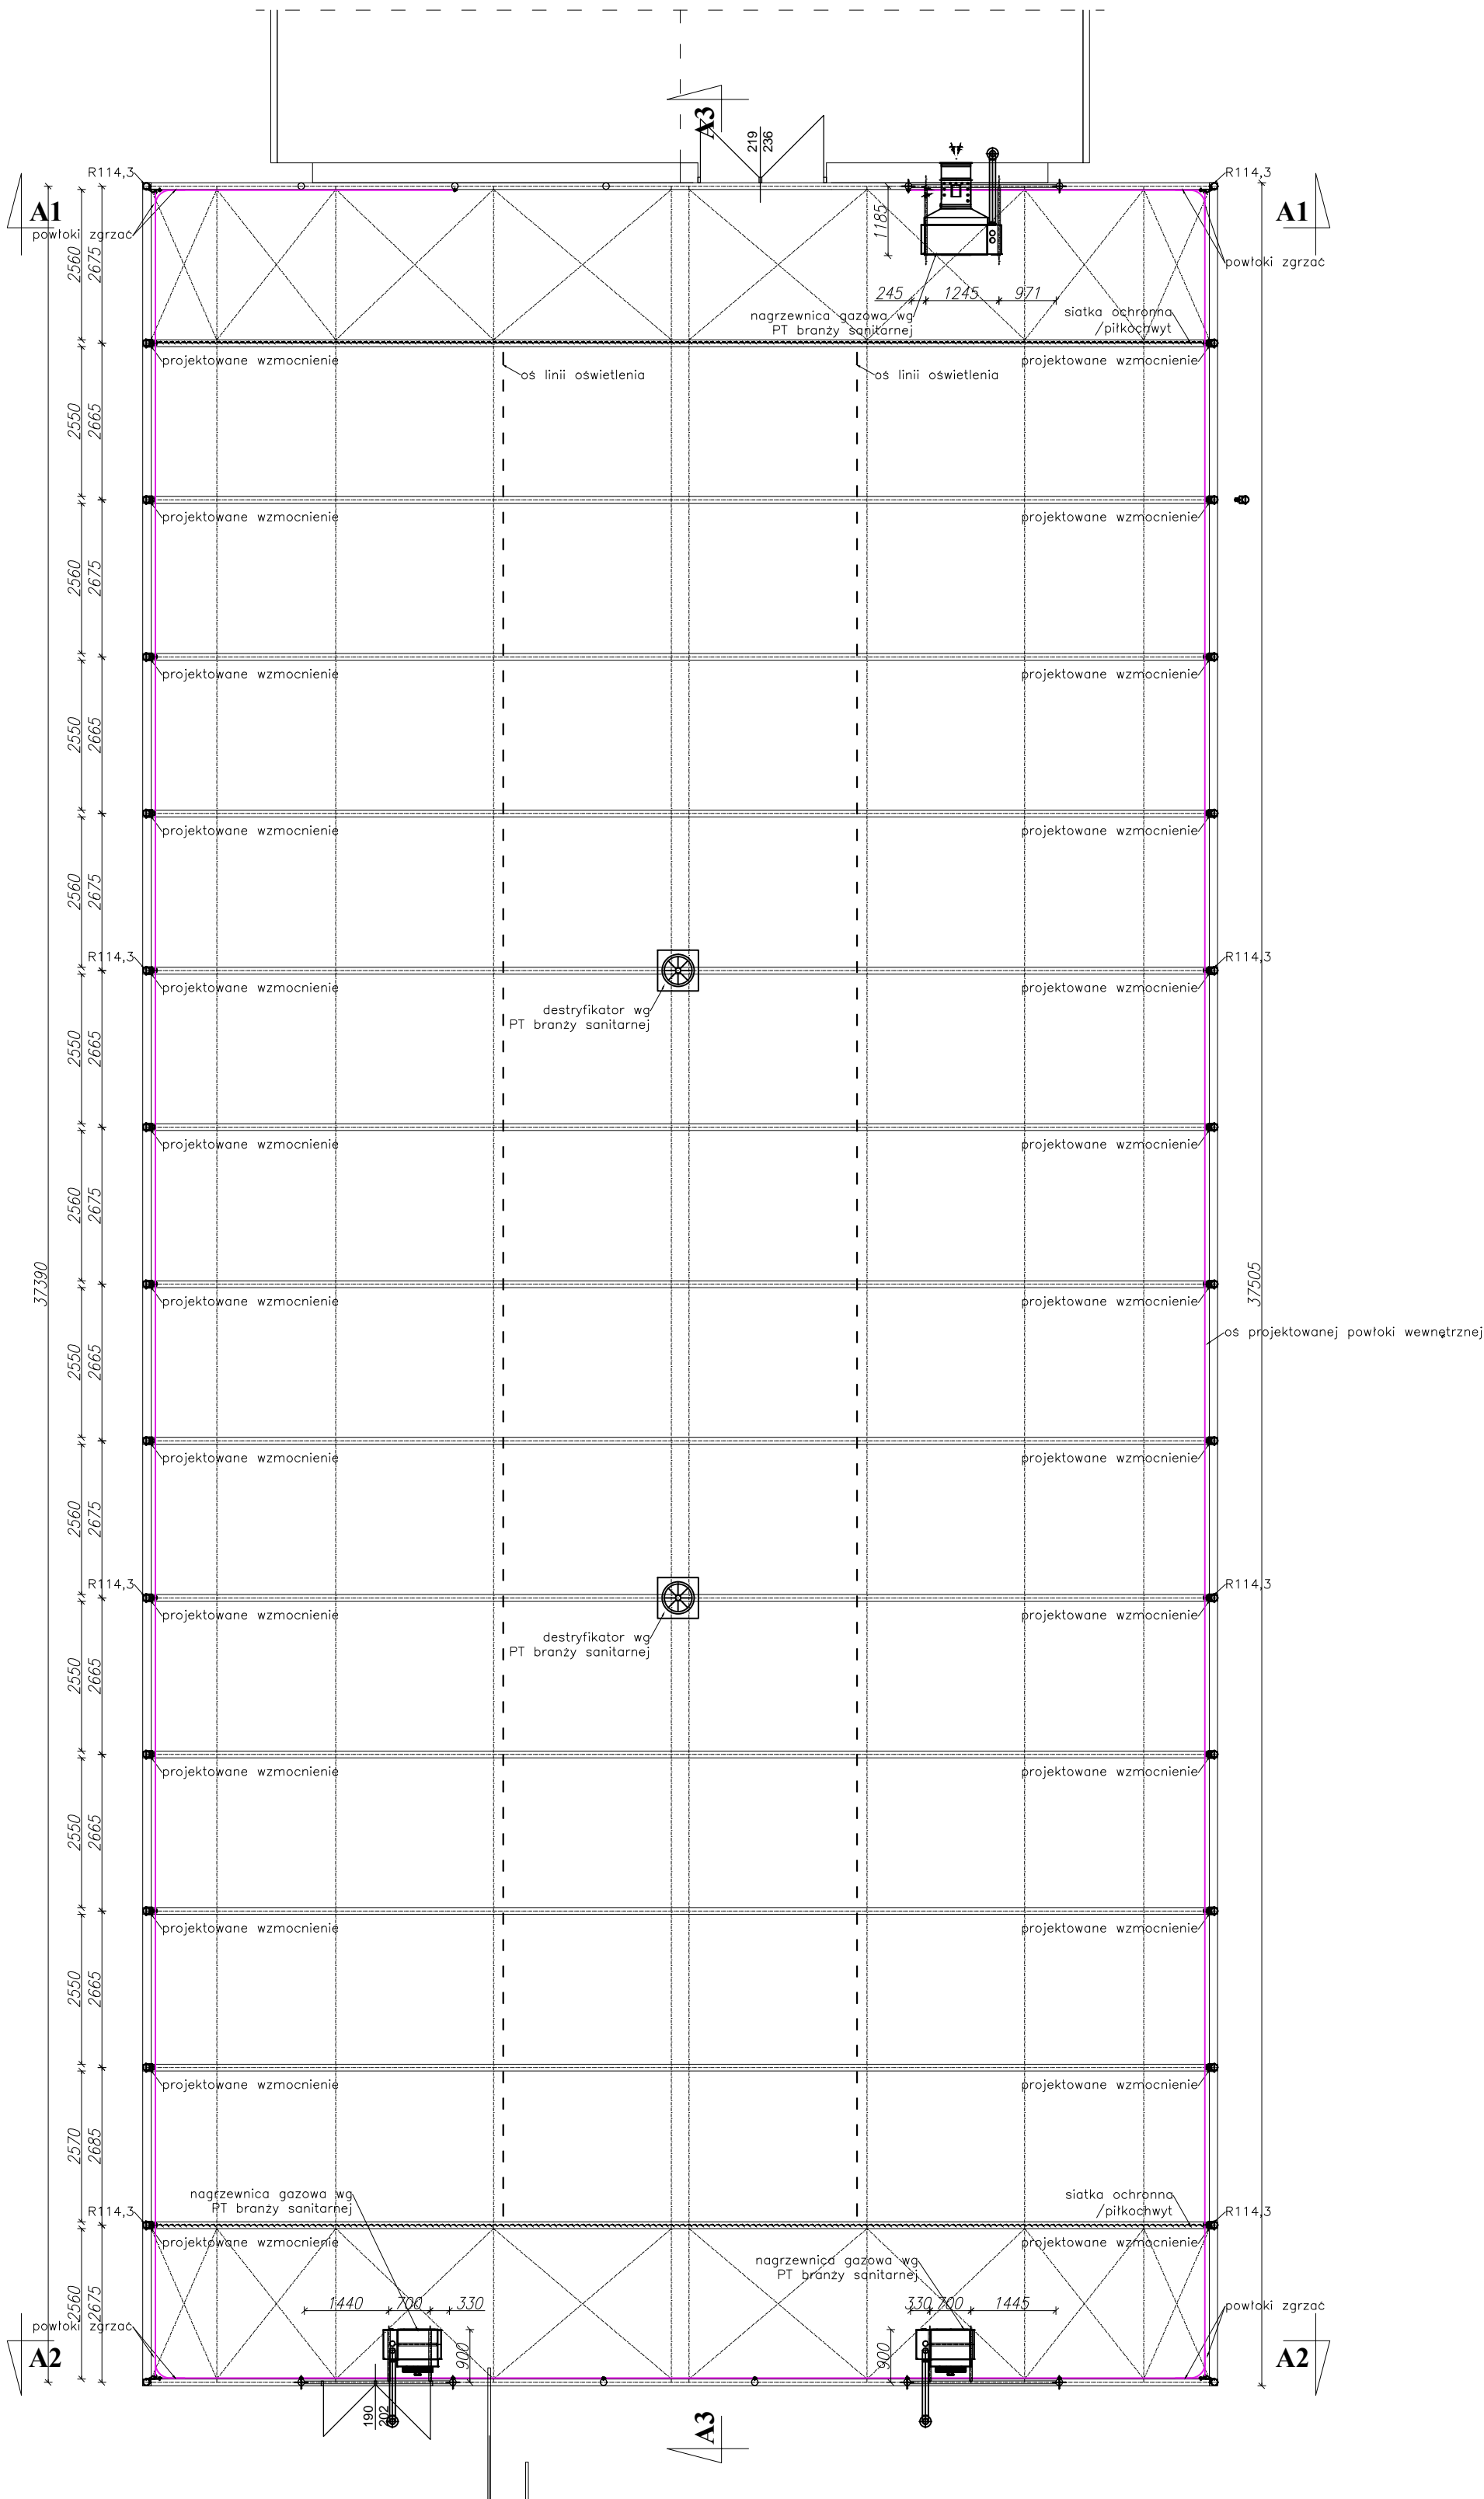 A3
219
236
R114,3
R114,3
A1
A1
powłoki zgrzać
powłoki zgrzać
1185
2560
2675
245
1245
971
nagrzewnica gazowa wg
PT branży sanitarnej
siatka ochronna
/piłkochwyt
projektowane wzmocnienie
projektowane wzmocnienie
oś linii oświetlenia
oś linii oświetlenia
2550
2665
projektowane wzmocnienie
projektowane wzmocnienie
2560
2675
projektowane wzmocnienie
projektowane wzmocnienie
2550
2665
projektowane wzmocnienie
projektowane wzmocnienie
2560
2675
R114,3
R114,3
projektowane wzmocnienie
projektowane wzmocnienie
destryfikator wg
PT branży sanitarnej
2550
2665
projektowane wzmocnienie
projektowane wzmocnienie
2560
2675
37390
37505
projektowane wzmocnienie
projektowane wzmocnienie
oś projektowanej powłoki wewnętrznej
2550
2665
projektowane wzmocnienie
projektowane wzmocnienie
2560
2675
R114,3
R114,3
projektowane wzmocnienie
projektowane wzmocnienie
destryfikator wg
PT branży sanitarnej
2550
2665
projektowane wzmocnienie
projektowane wzmocnienie
2550
2665
projektowane wzmocnienie
projektowane wzmocnienie
2550
2665
projektowane wzmocnienie
projektowane wzmocnienie
2570
2685
nagrzewnica gazowa wg
PT branży sanitarnej
siatka ochronna
/piłkochwyt
R114,3
R114,3
projektowane wzmocnienie
projektowane wzmocnienie
nagrzewnica gazowa wg
PT branży sanitarnej
2560
2675
1440
700
330
330
700
1445
powłoki zgrzać
powłoki zgrzać
900
900
A2
A2
190
202
A3